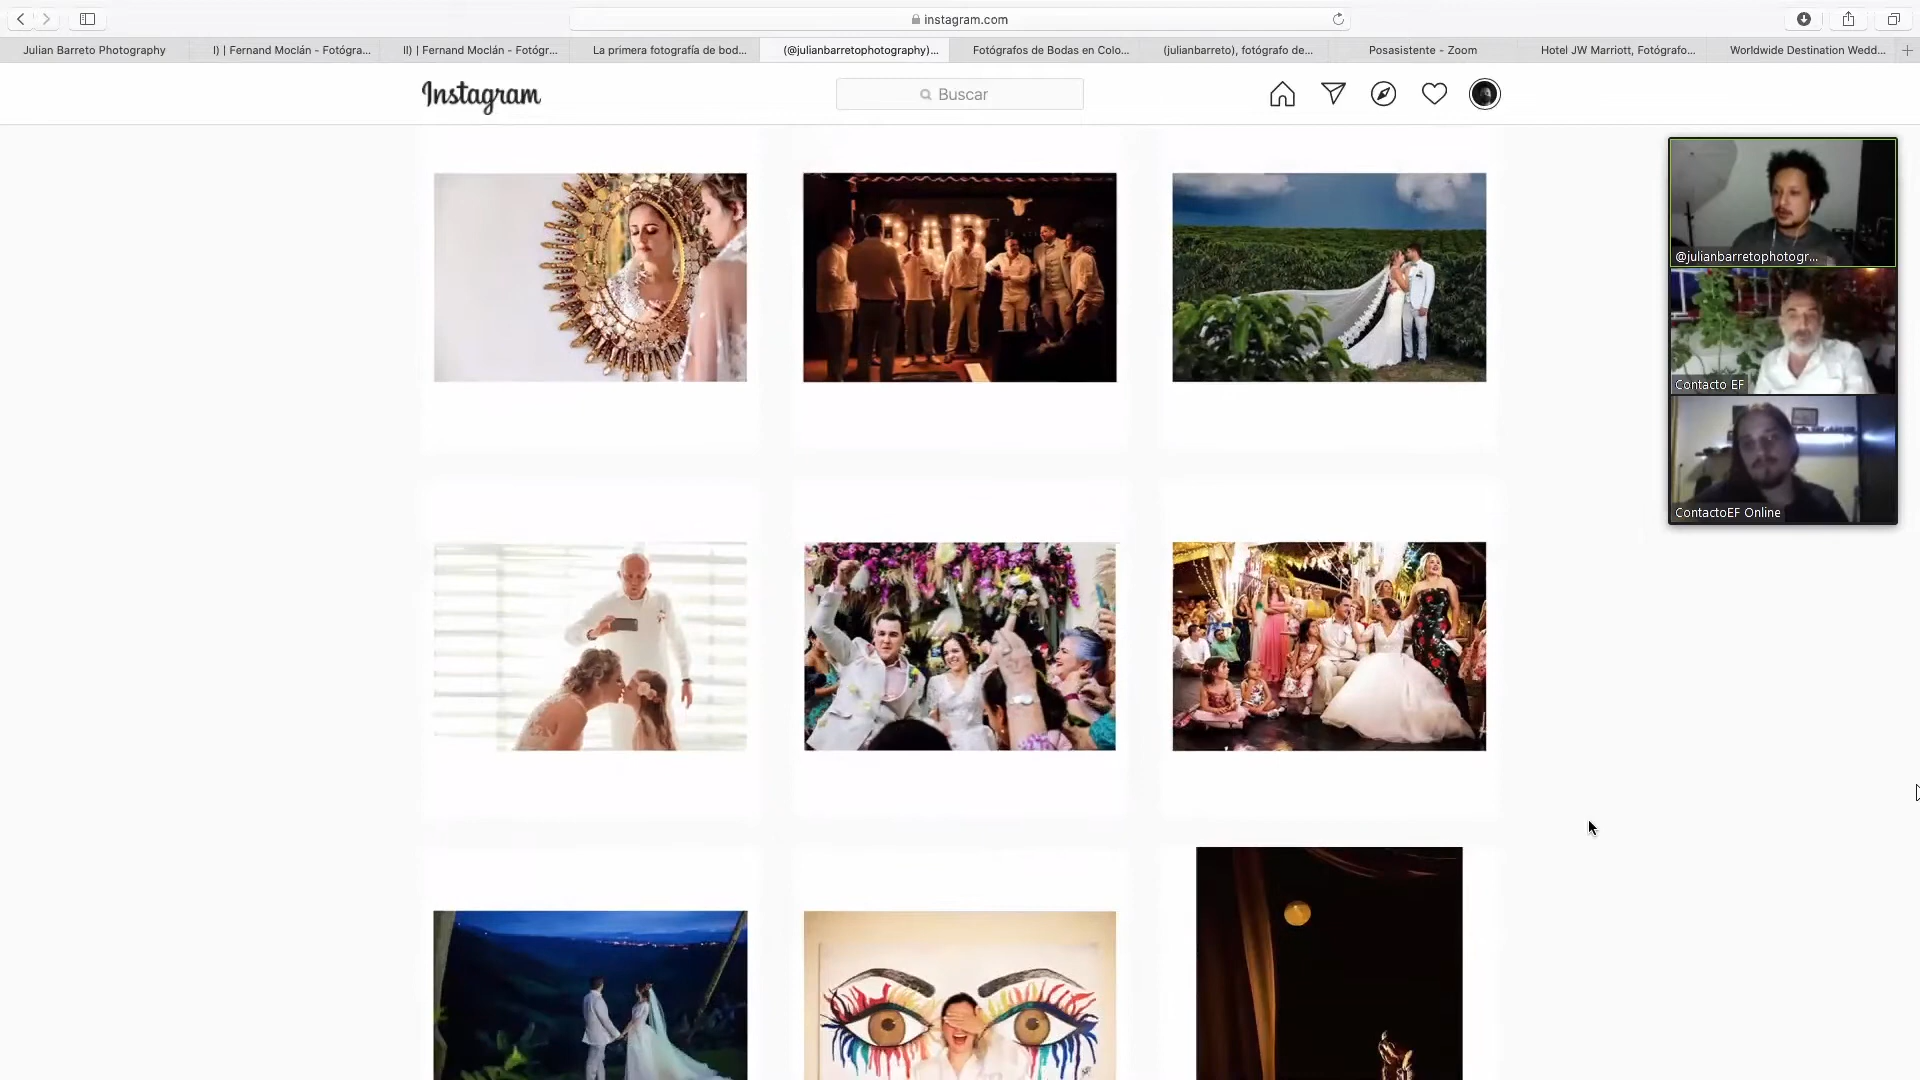 instagram.com
Julian Barreto Photography
I) | Fernand Moclán - Fotógra...
II) | Fernand Moclán - Fotógr...
La primera fotografía de bod...
(@julianbarretophotography)...
Fotógrafos de Bodas en Colo...
(julianbarreto), fotógrafo de...
Posasistente - Zoom
Hotel JW Marriott, Fotógrafo...
Worldwide Destination Wedd...
Instagram
Buscar
BAR
@julianbarretophotogr...
Contacto EF
ContactoEF Online